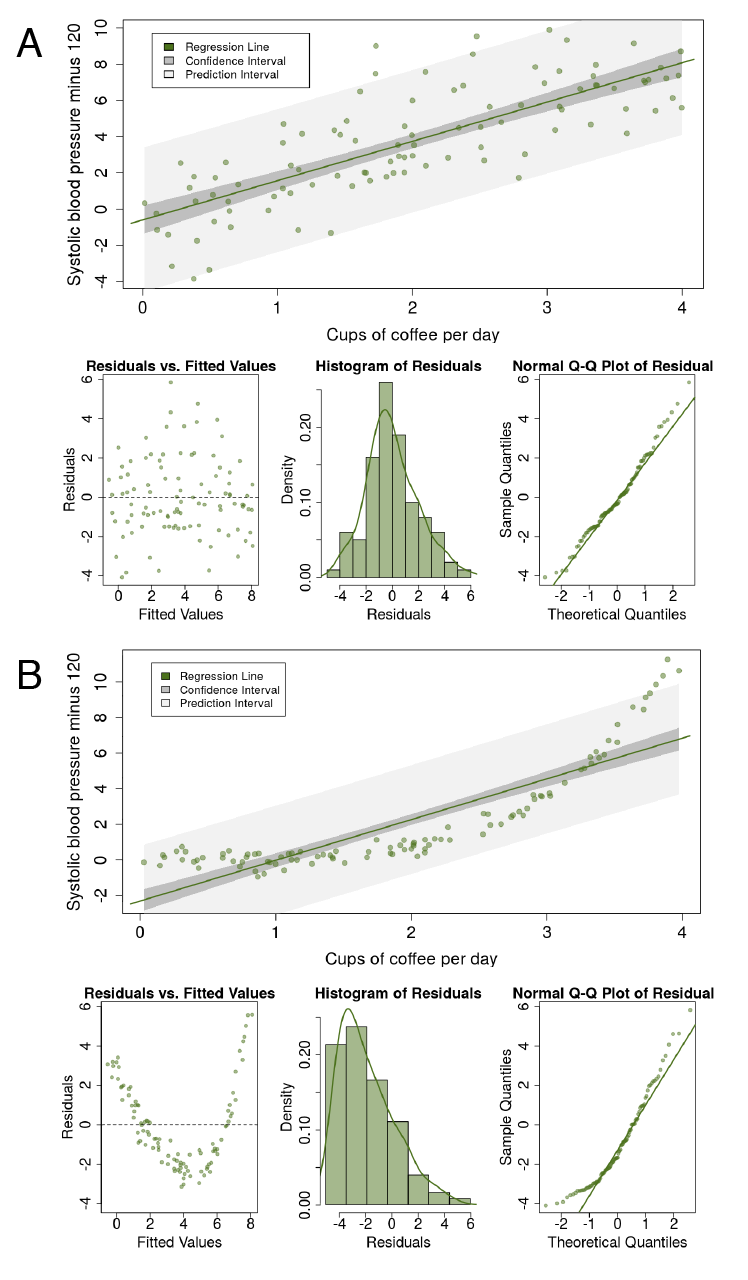 A
Systolic blood pressure minus 120
10
8
6
4
2
0
-2
-4
Regression Line
Confidence Interval
Prediction Interval
0 1 2 3 4
Cups of coffee per day
Residuals vs. Fitted Values
Residuals
6
4
2
0
-2
-4
0 2 4 6 8
Fitted Values
Histogram of Residuals
Density
0.20
0.10
0.00
-4 -2 0 2 4 6
Residuals
Normal Q-Q Plot of Residual
Sample Quantiles
6
4
2
0
-2
-4
-2 -1 0 1 2
Theoretical Quantiles
B
Systolic blood pressure minus 120
10
8
6
4
2
0
-2
Regression Line
Confidence Interval
Prediction Interval
0 1 2 3 4
Cups of coffee per day
Residuals vs. Fitted Values
Residuals
6
4
2
0
-2
-4
0 2 4 6 8
Fitted Values
Histogram of Residuals
Density
0.20
0.10
0.00
-4 -2 0 2 4 6
Residuals
Normal Q-Q Plot of Residual
Sample Quantiles
6
4
2
0
-2
-4
-2 -1 0 1 2
Theoretical Quantiles